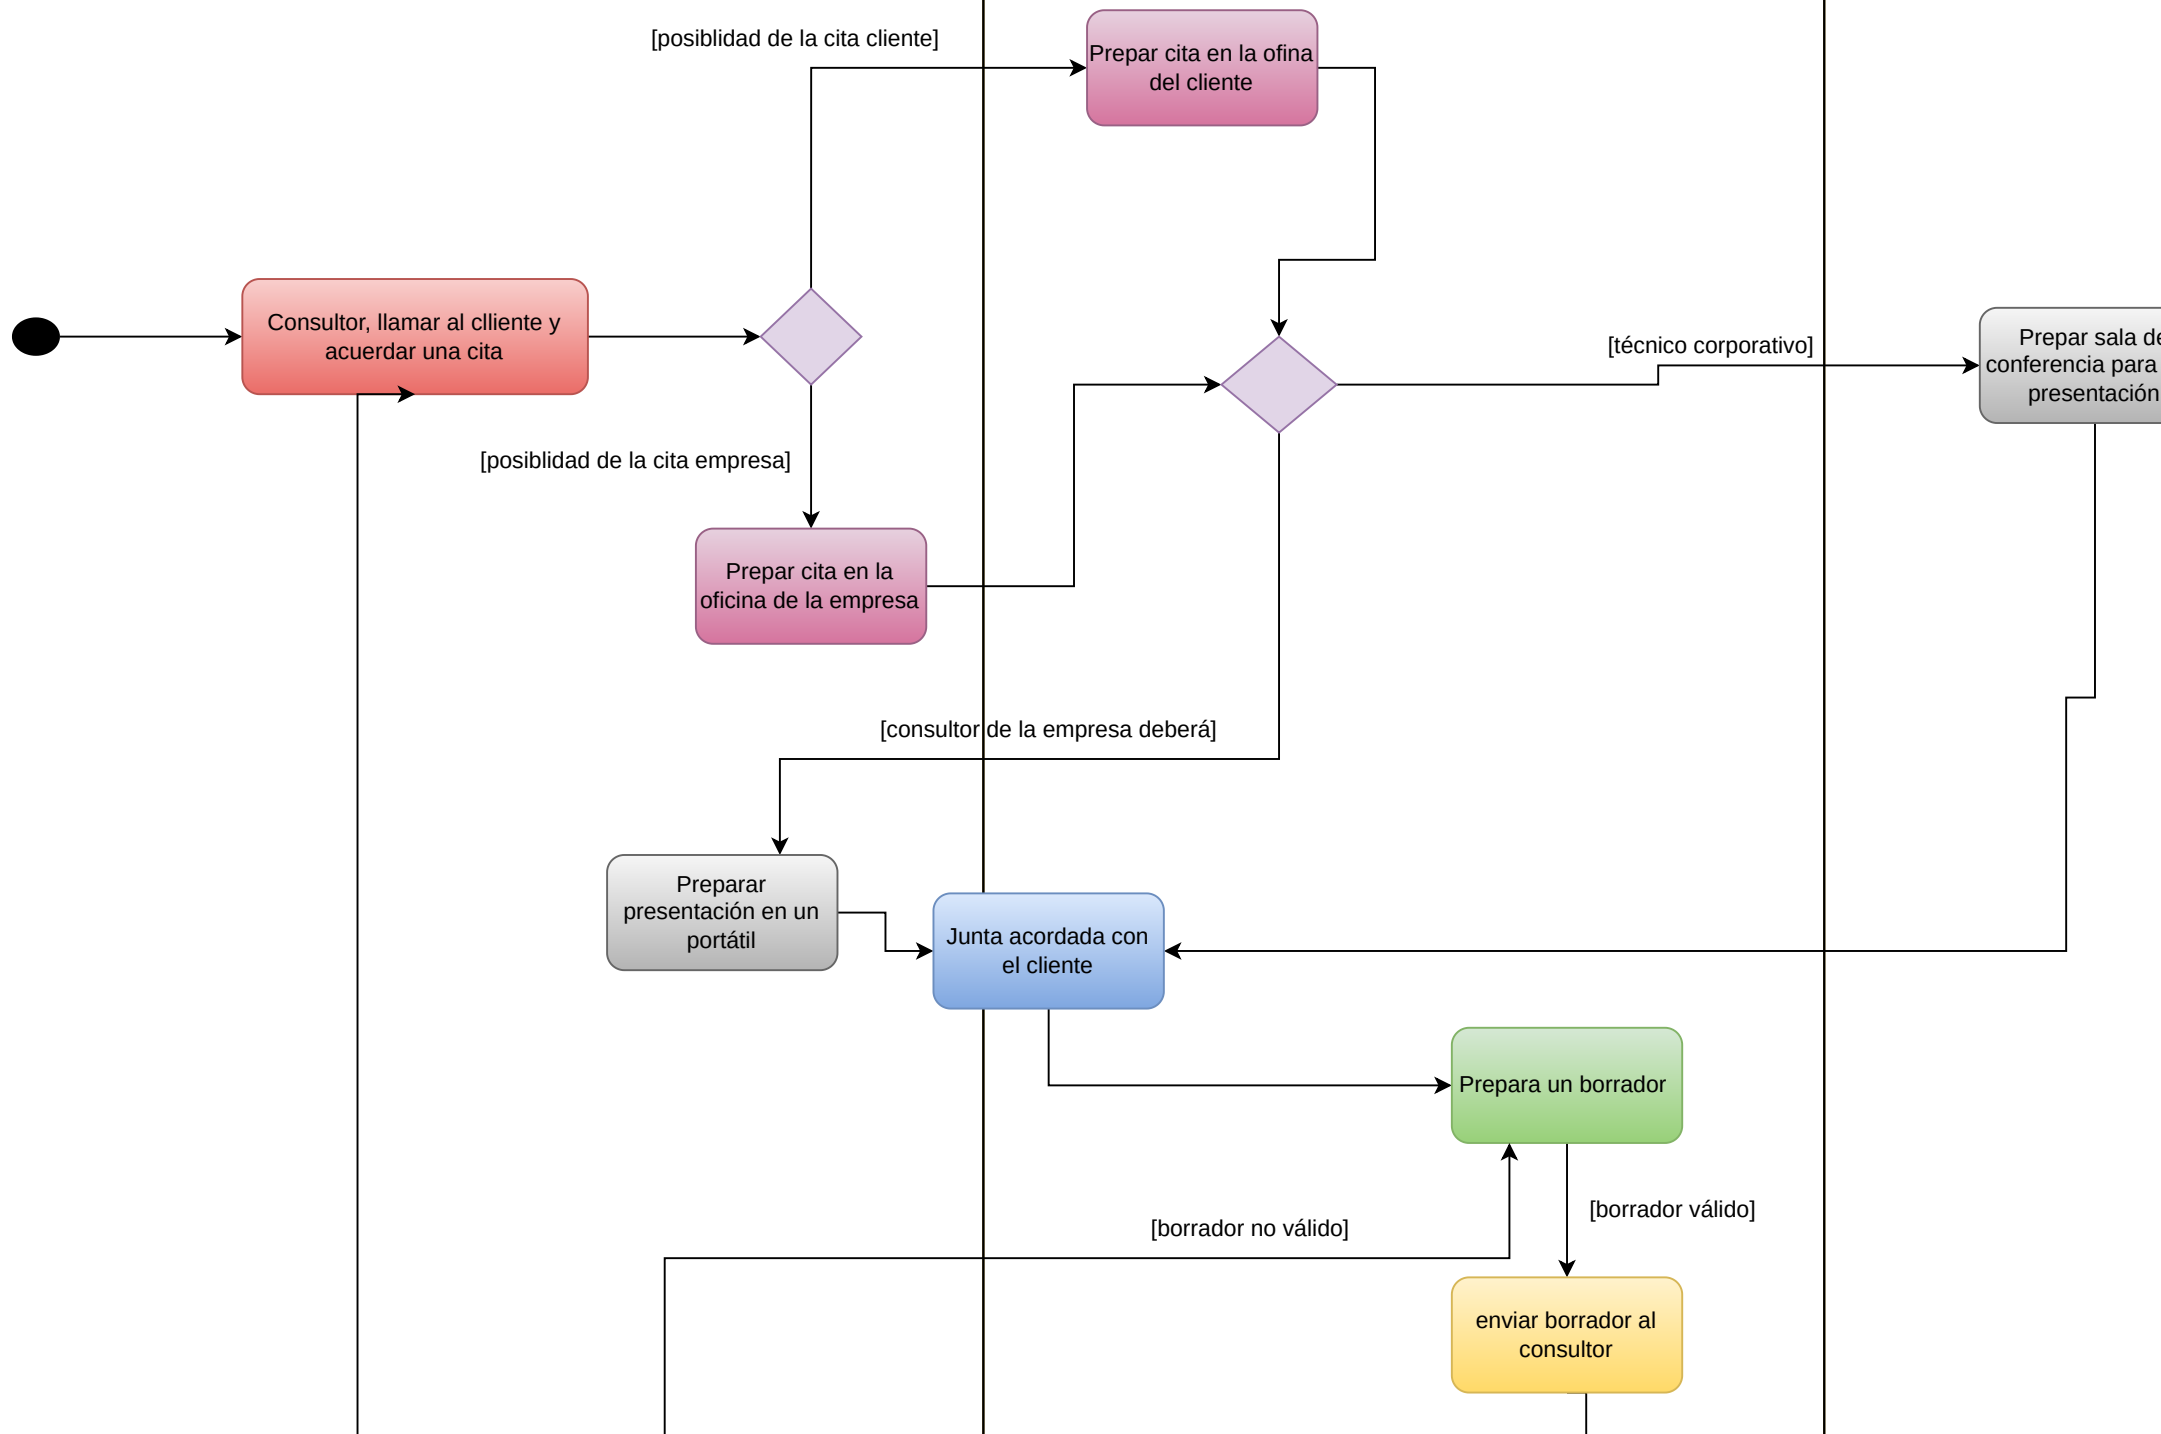 [posiblidad de la cita cliente]
Prepar cita en la ofina
del cliente
Consultor, llamar al clliente y
acuerdar una cita
[técnico corporativo]
Prepar sala de
conferencia para
presentación
[posiblidad de la cita empresa]
Prepar cita en la
oficina de la empresa
[consultor de la empresa deberá]
Preparar
presentación en un
portátil
Junta acordada con
el cliente
Prepara un borrador
[borrador válido]
[borrador no válido]
enviar borrador al
consultor